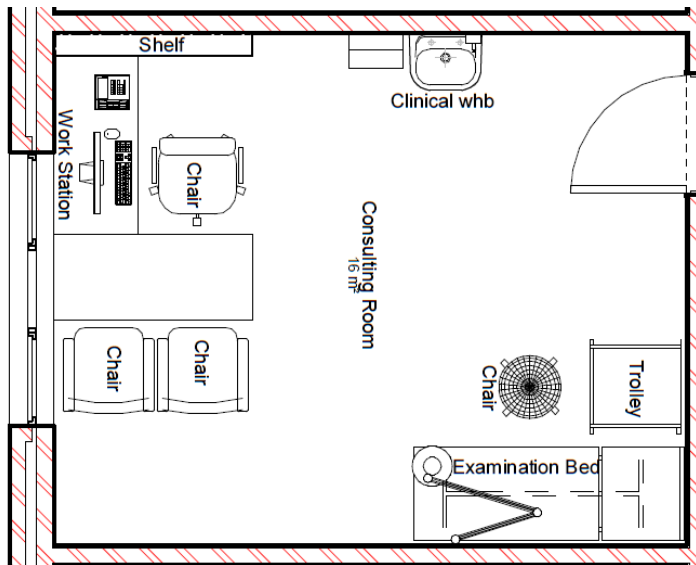 Shelf
Clinical whb
Work Station
Chair
Consulting Room
16 m²
Chair
Chair
Chair
Trolley
Examination Bed